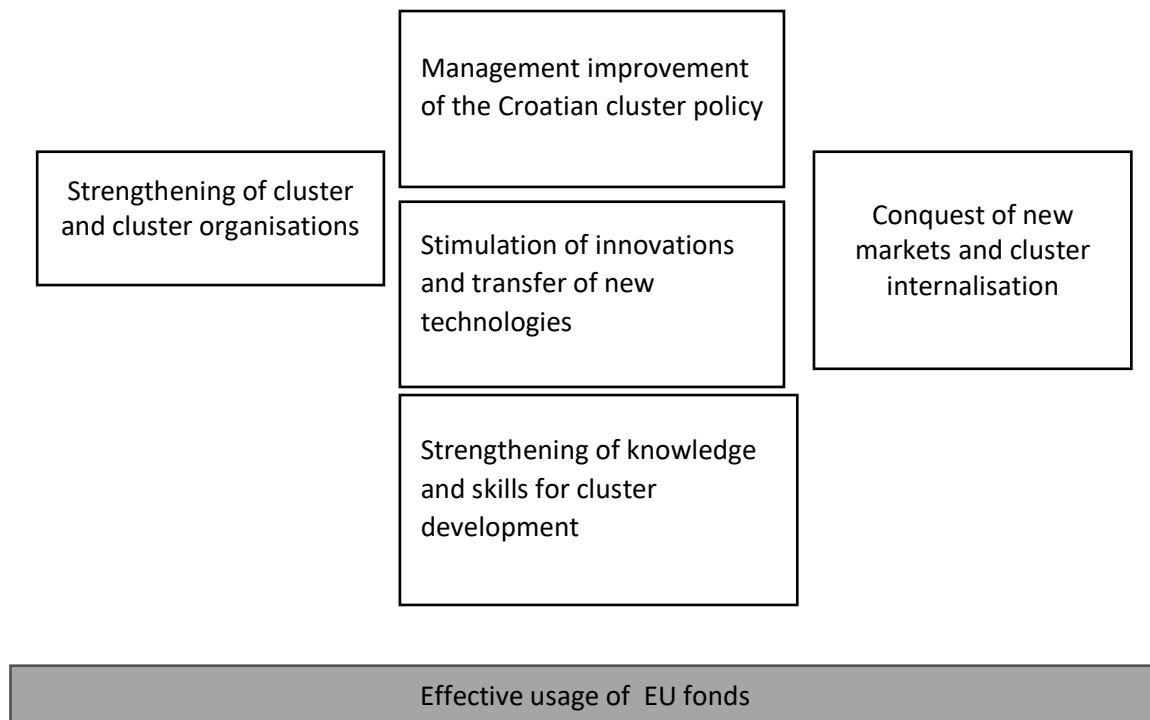 Management improvement
of the Croatian cluster policy
Strengthening of cluster
and cluster organisations
Stimulation of innovations
and transfer of new
technologies
Conquest of new
markets and cluster
internalisation
Strengthening of knowledge
and skills for cluster
development
Effective usage of EU fonds